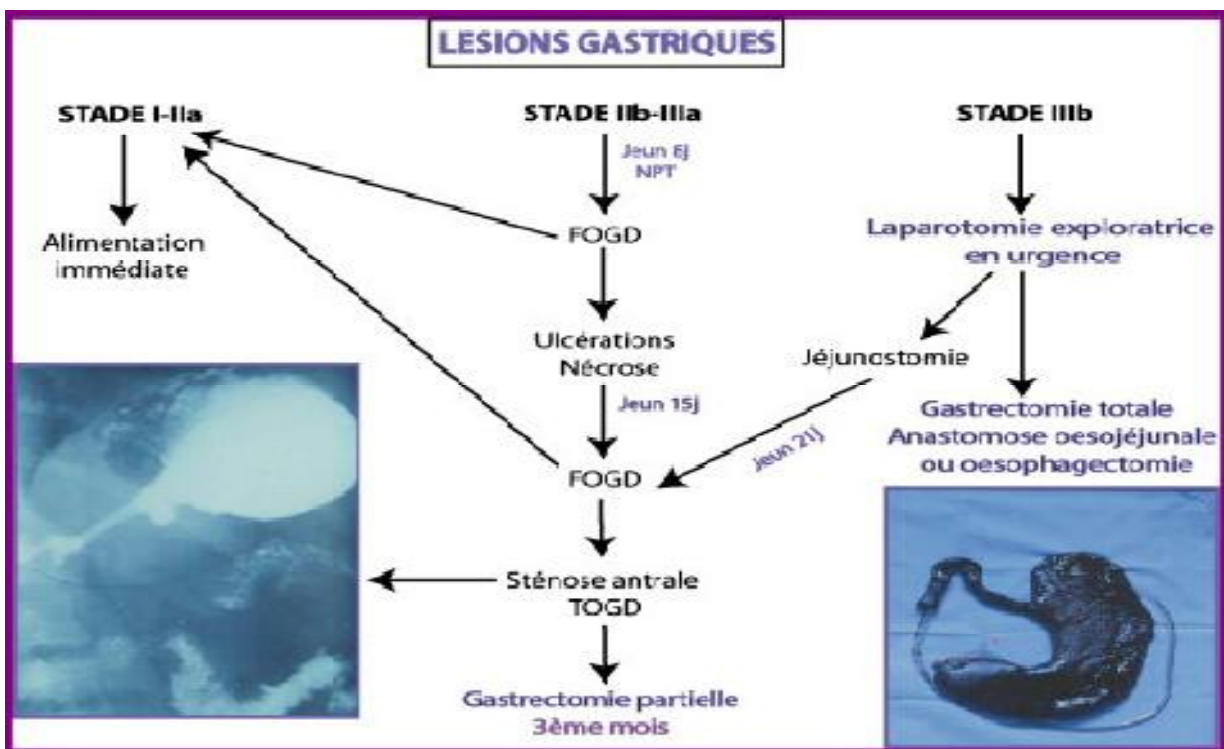 LESIONS GASTRIQUES
STADE I-IIa
Alimentation
immédiate
STADE IIb-IIIa
Jeun 8j
NPT
FOGD
Ulcérations
Nécrose
Jeun 15j
FOGD
Sténose antrale
TOGD
Gastrectomie partielle
3ème mois
STADE IIIb
Laparotomie exploratrice
en urgence
Jéjunostomie
Jeun 21j
Gastrectomie totale
Anastomose oesojéjunale
ou oesophagectomie